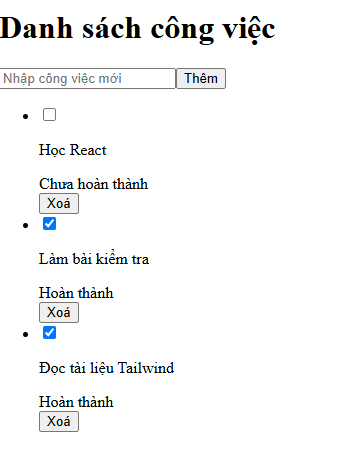 Danh sách công việc
Nhập công việc mới Thêm
Học React
Chưa hoàn thành
Xoá
Làm bài kiểm tra
Hoàn thành
Xoá
Đọc tài liệu Tailwind
Hoàn thành
Xoá